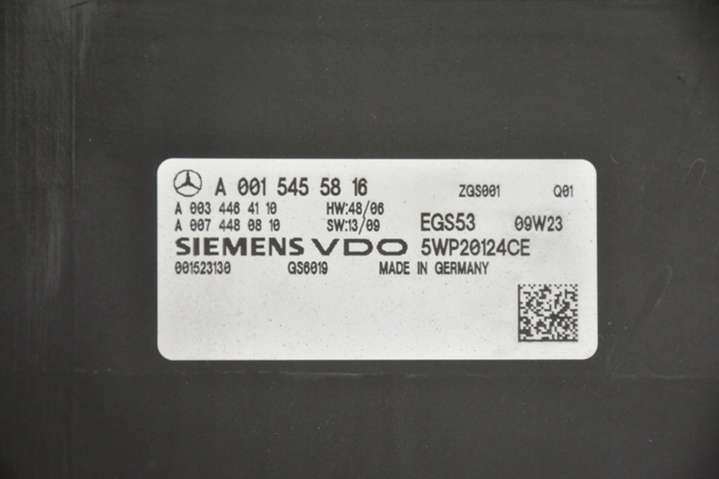 A 001 545 58 16 ZGS001 Q01
A 003 446 41 10 HW:48/06
A 007 448 08 10 SW:13/09 EGS53 09W23
SIEMENS VDO 5WP20124CE
001523130 GS6019 MADE IN GERMANY